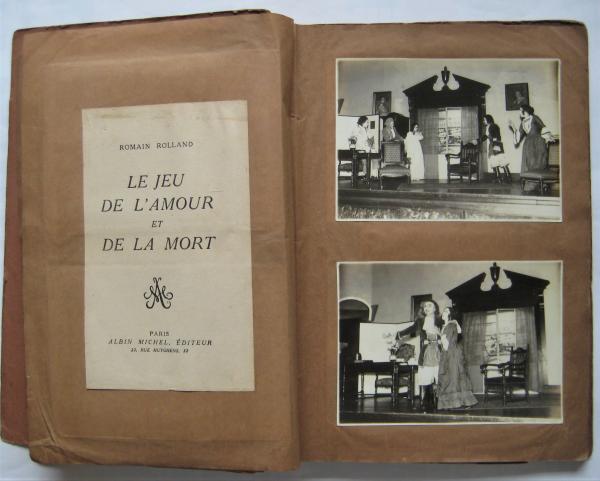 ROMAIN ROLLAND
LE JEU
DE L'AMOUR
ET
DE LA MORT
PARIS
ALBIN MICHEL, ÉDITEUR
22, RUE HUYGHENS, 22